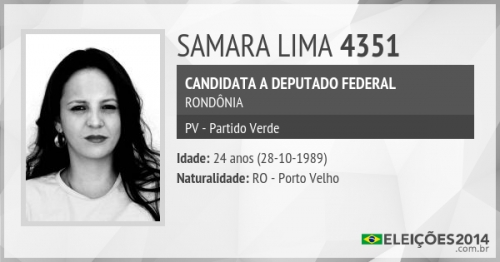 SAMARA LIMA 4351
CANDIDATA A DEPUTADO FEDERAL
RONDÔNIA
PV - Partido Verde
Idade: 24 anos (28-10-1989)
Naturalidade: RO - Porto Velho
ELEIÇÕES2014
.com.br